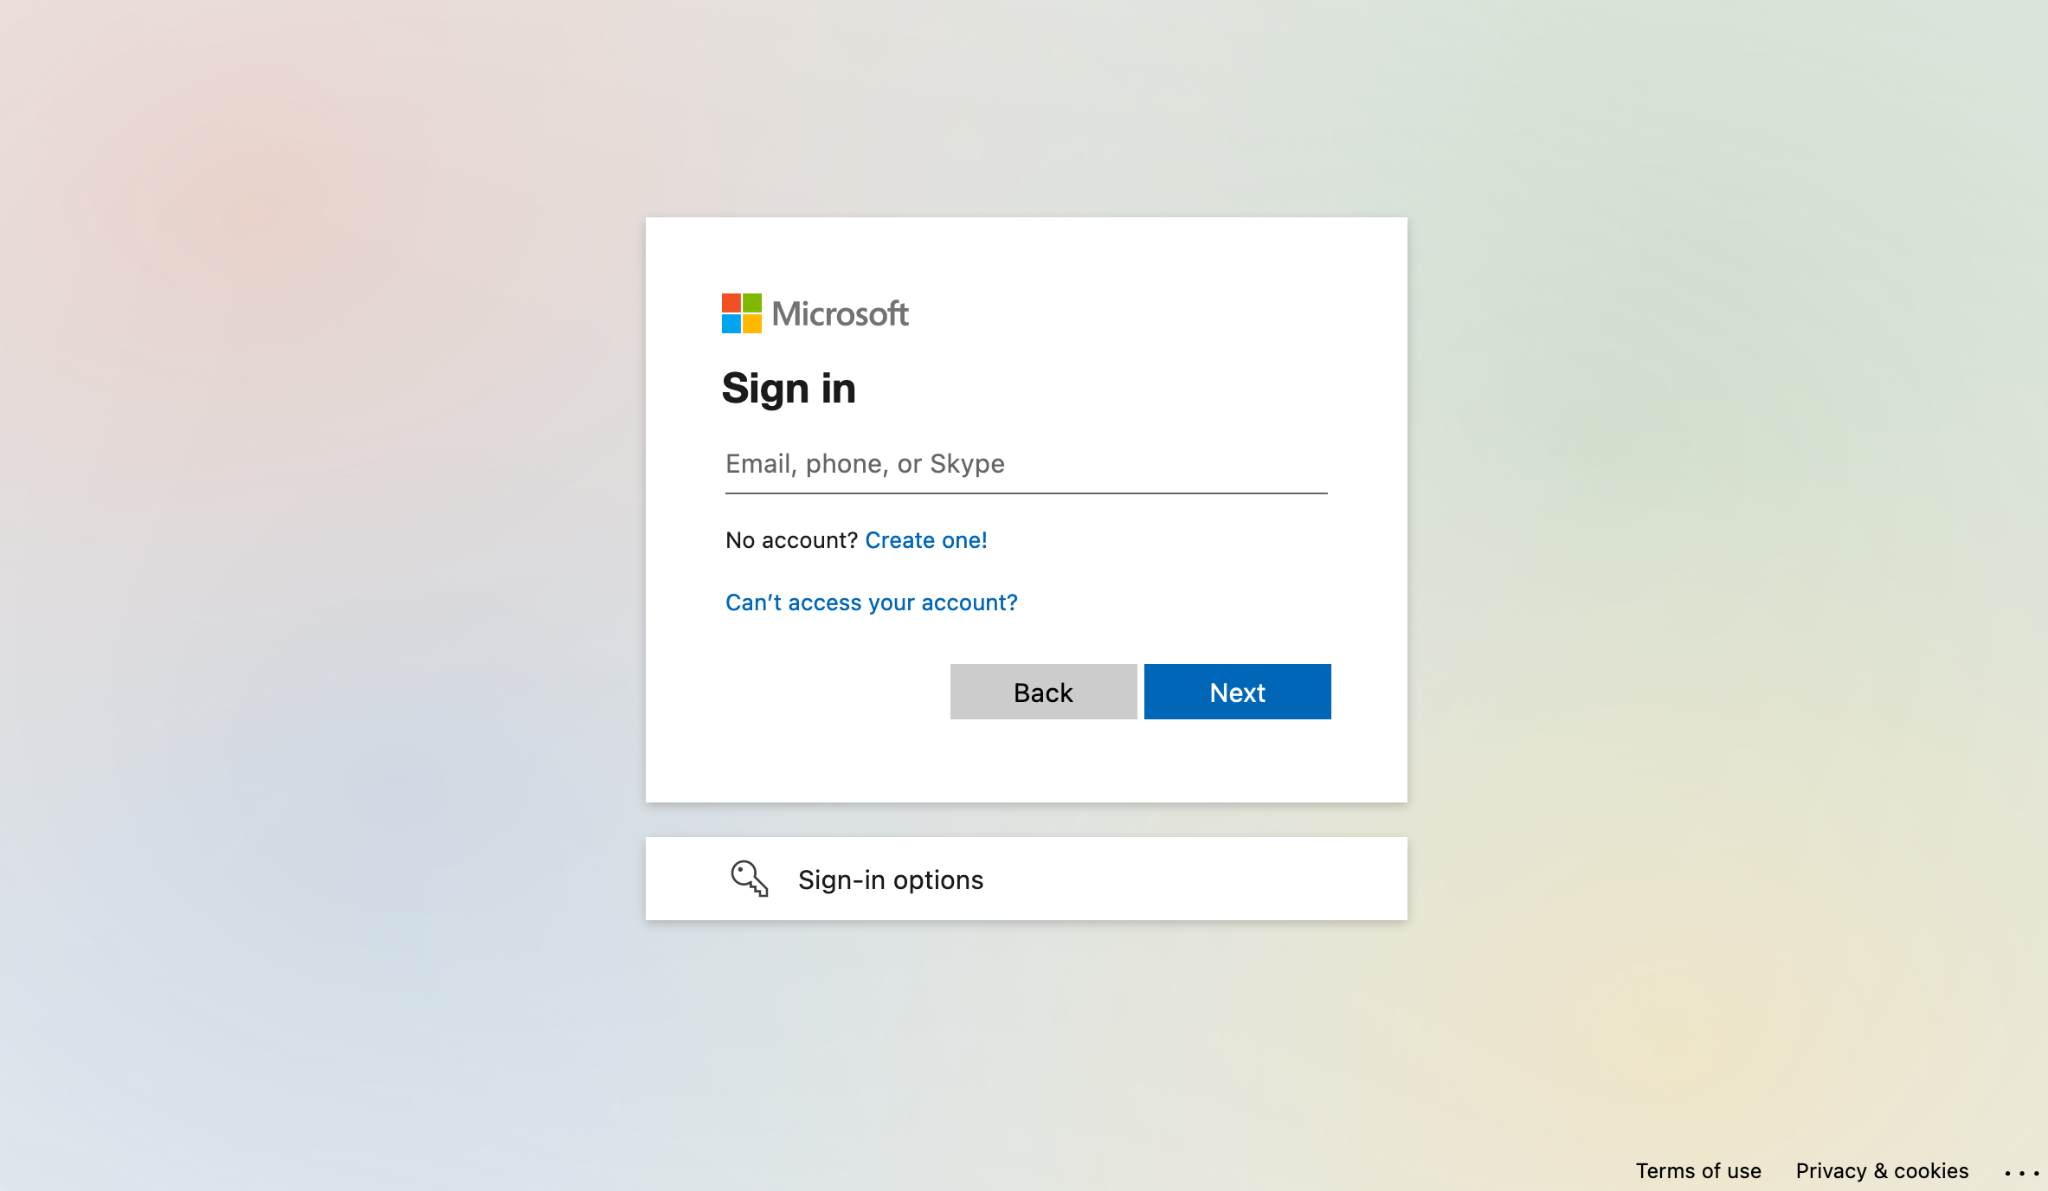 Microsoft
Sign in
Email, phone, or Skype
No account? Create one!
Can’t access your account?
Back
Next
Sign-in options
Terms of use
Privacy & cookies
...